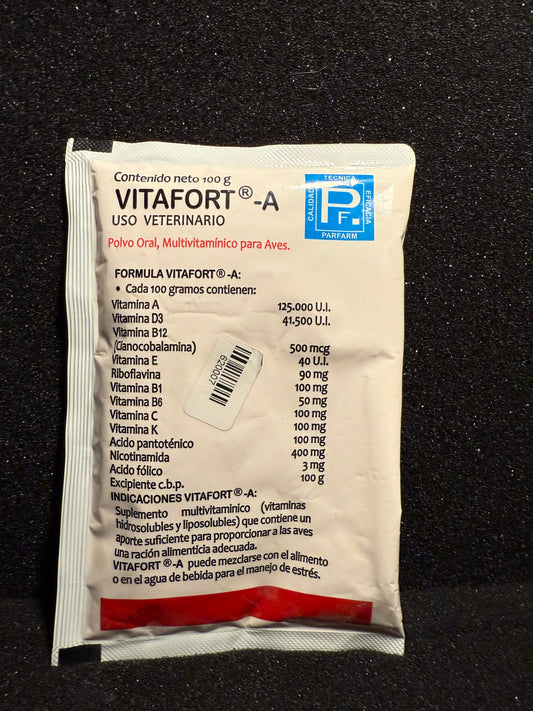 Contenido neto 100 g
VITAFORT®-A
USO VETERINARIO
Polvo Oral, Multivitamínico para Aves.
TECNICA
CALIDAD
EFICACIA
PF.
PARFARM
FORMULA VITAFORT®-A:
• Cada 100 gramos contienen:
Vitamina A 125.000 U.I.
Vitamina D3 41.500 U.I.
Vitamina B12
(Cianocobalamina) 500 mcg
Vitamina E 40 U.I.
Riboflavina 90 mg
Vitamina B1 100 mg
Vitamina B6 50 mg
Vitamina C 100 mg
Vitamina K 100 mg
Acido pantoténico 100 mg
Nicotinamida 400 mg
Acido fólico 3 mg
Excipiente c.b.p. 100 g
620007
INDICACIONES VITAFORT®-A:
Suplemento multivitaminico (vitaminas
hidrosolubles y liposolubles) que contiene un
aporte suficiente para proporcionar a las aves
una ración alimenticia adecuada.
VITAFORT®-A puede mezclarse con el alimento
o en el agua de bebida para el manejo de estrés.